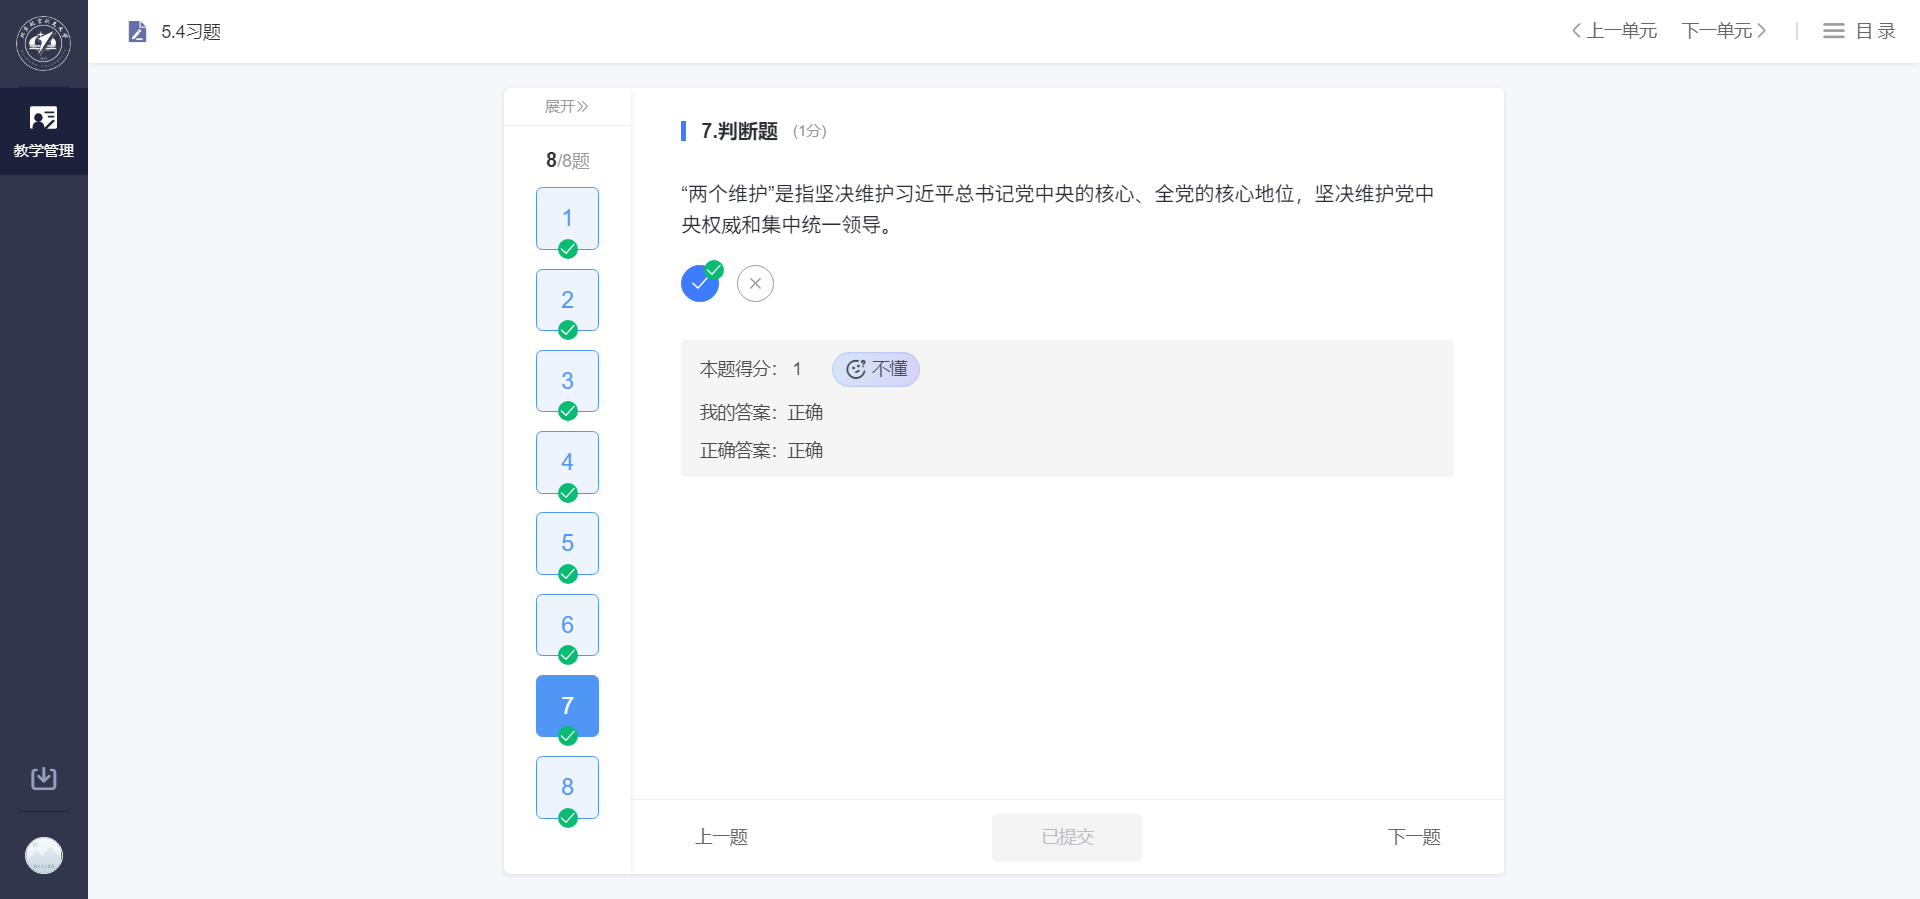 5.4习题
上一单元
下一单元
目录
教学管理
展开
8/8题
1
2
3
4
5
6
7
8
7.判断题 (1分)
“两个维护”是指坚决维护习近平总书记党中央的核心、全党的核心地位，坚决维护党中
央权威和集中统一领导。
本题得分： 1 不懂
我的答案：正确
正确答案：正确
上一题
已提交
下一题